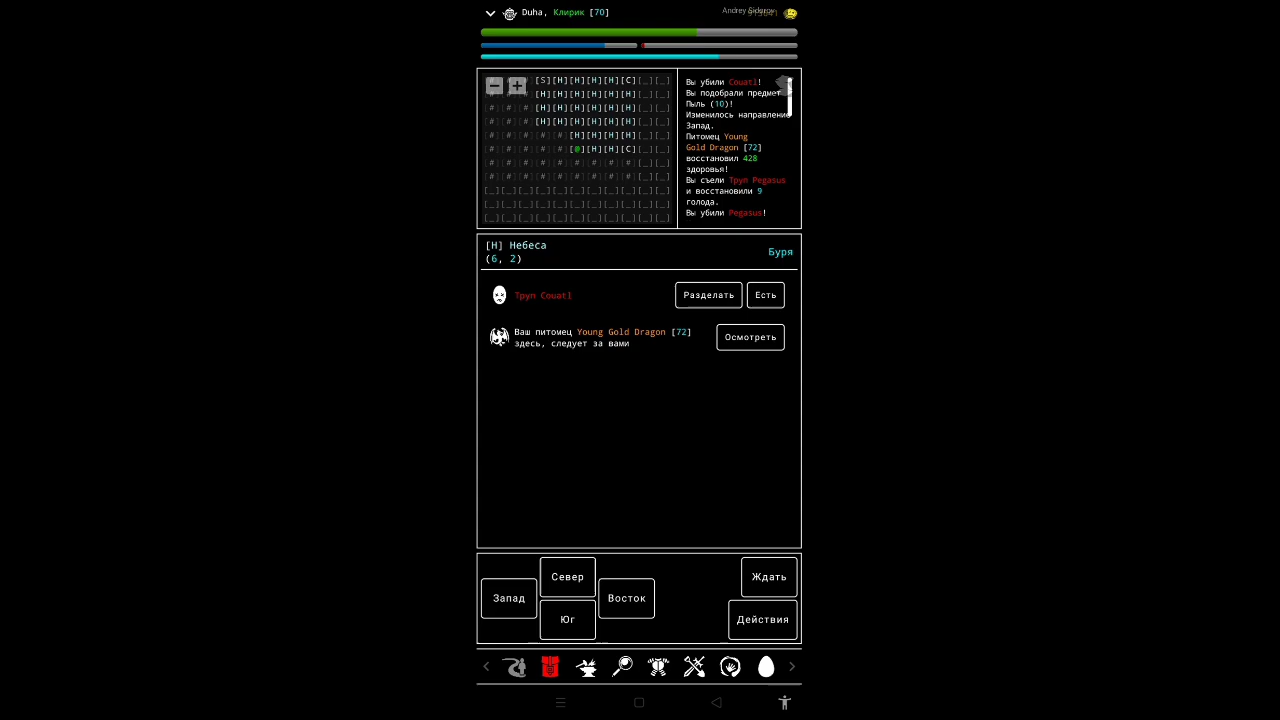 Duha, Клирик [70]
Andrey Sidorov
[S][H][H][H][H][C][_][_]
[H][H][H][H][H][H][_][_]
[#][#][#][H][H][H][H][H][H][_][_]
[#][#][#][H][H][H][H][H][H][_][_]
[#][#][#][#][#][H][H][H][H][_][_]
[#][#][#][#][#][@][H][H][C][_][_]
[#][#][#][#][#][#][#][#][#][_][_]
[#][#][#][#][#][#][#][#][#][_][_]
[_][_][_][_][_][_][_][_][_][_][_]
[_][_][_][_][_][_][_][_][_][_][_]
[_][_][_][_][_][_][_][_][_][_][_]
Вы убили Couatl!
Вы подобрали предмет
Пыль (10)!
Изменилось направление
Запад.
Питомец Young
Gold Dragon [72]
восстановил 428
здоровья!
Вы съели Труп Pegasus
и восстановили 9
голода.
Вы убили Pegasus!
[H] Небеса
(6, 2)
Буря
Труп Couatl
Разделать
Есть
Ваш питомец Young Gold Dragon [72]
здесь, следует за вами
Осмотреть
Север
Ждать
Запад
Восток
Юг
Действия